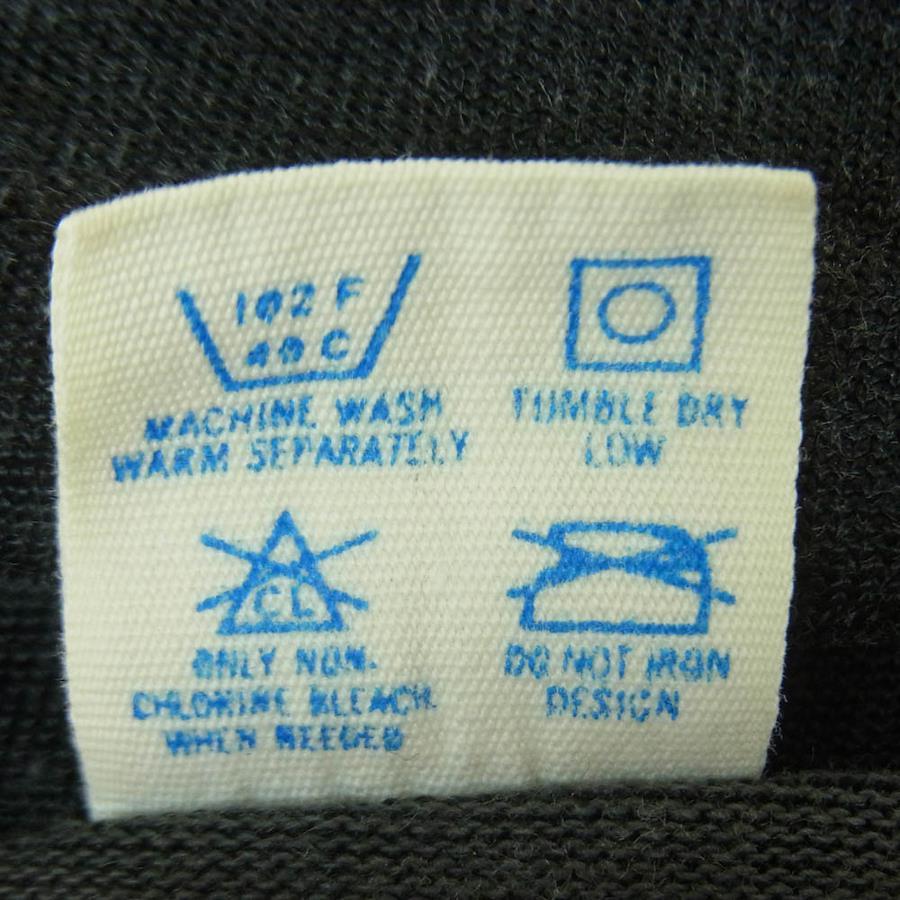 102 F
40 C
MACHINE WASH
WARM SEPARATELY
TUMBLE DRY
LOW
CL
ONLY NON-
CHLORINE BLEACH
WHEN NEEDED
DO NOT IRON
DESIGN